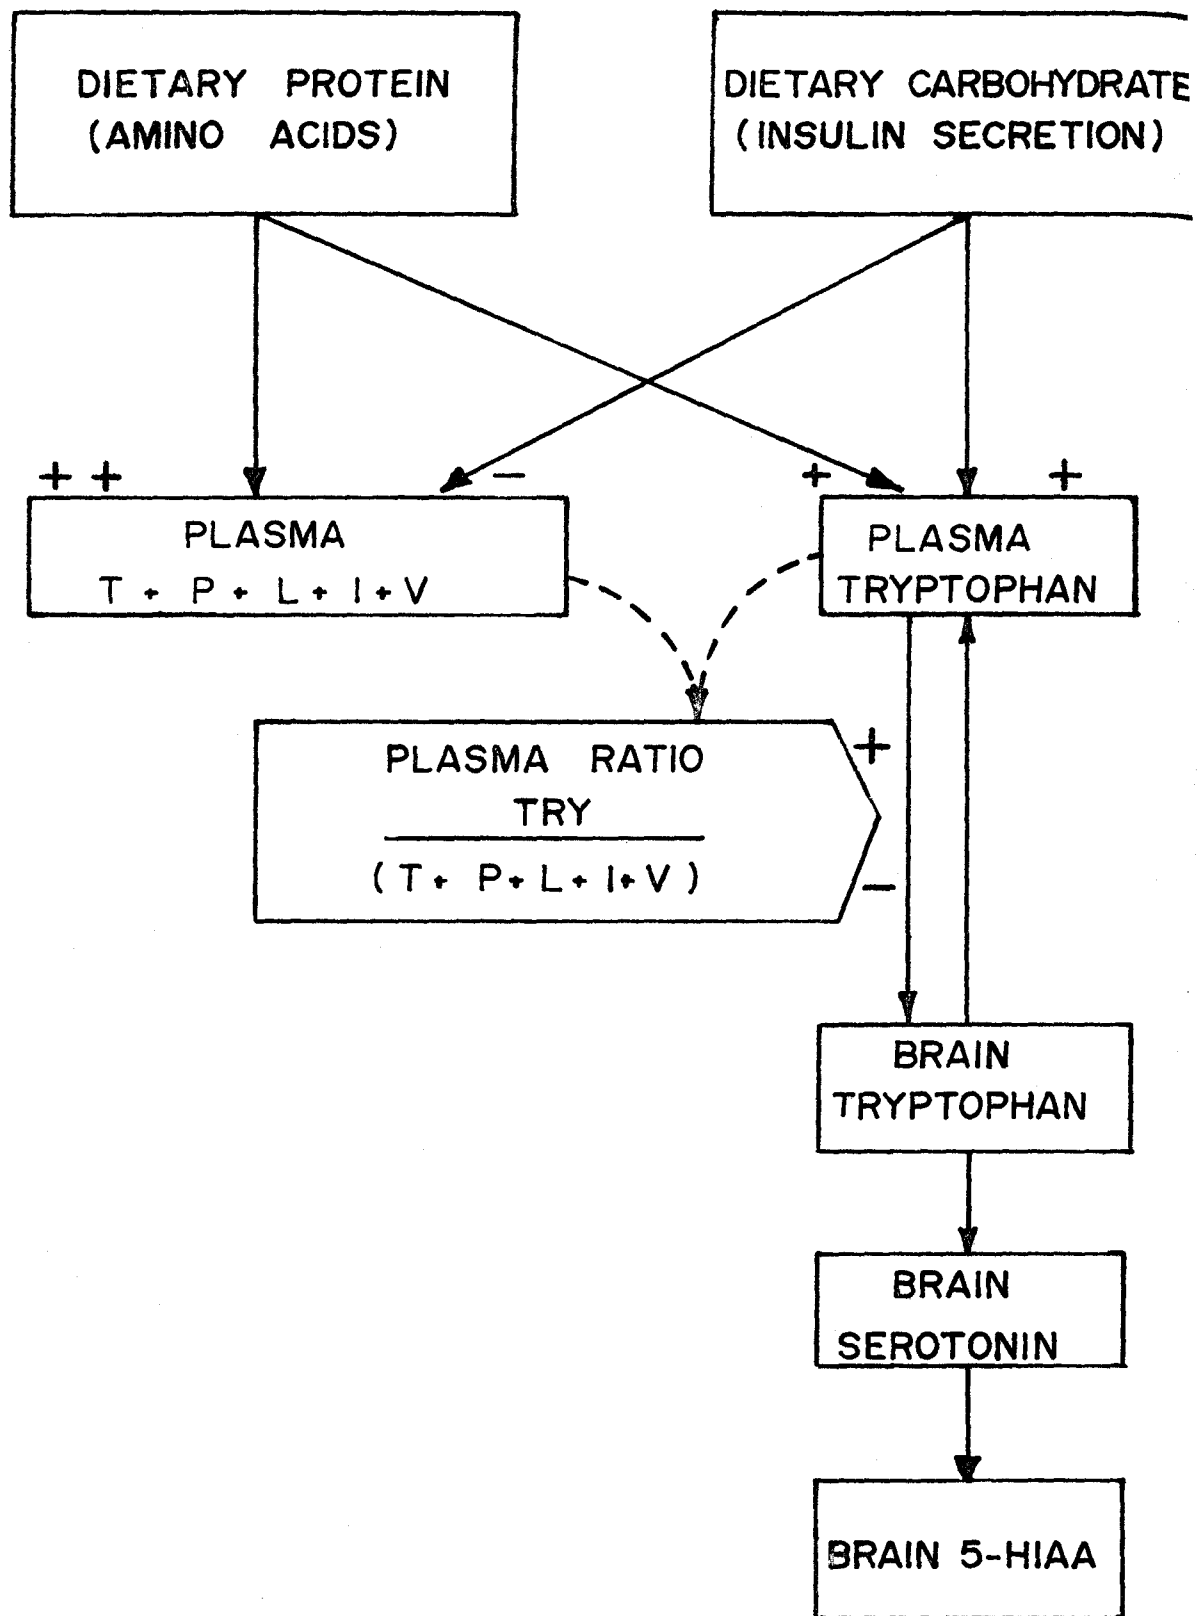 DIETARY PROTEIN
(AMINO ACIDS)
DIETARY CARBOHYDRATE
(INSULIN SECRETION)
+ +
−
+
+
PLASMA
T + P + L + I + V
PLASMA
TRYPTOPHAN
PLASMA RATIO
TRY
(T + P + L + I + V)
+
−
BRAIN
TRYPTOPHAN
BRAIN
SEROTONIN
BRAIN 5-HIAA